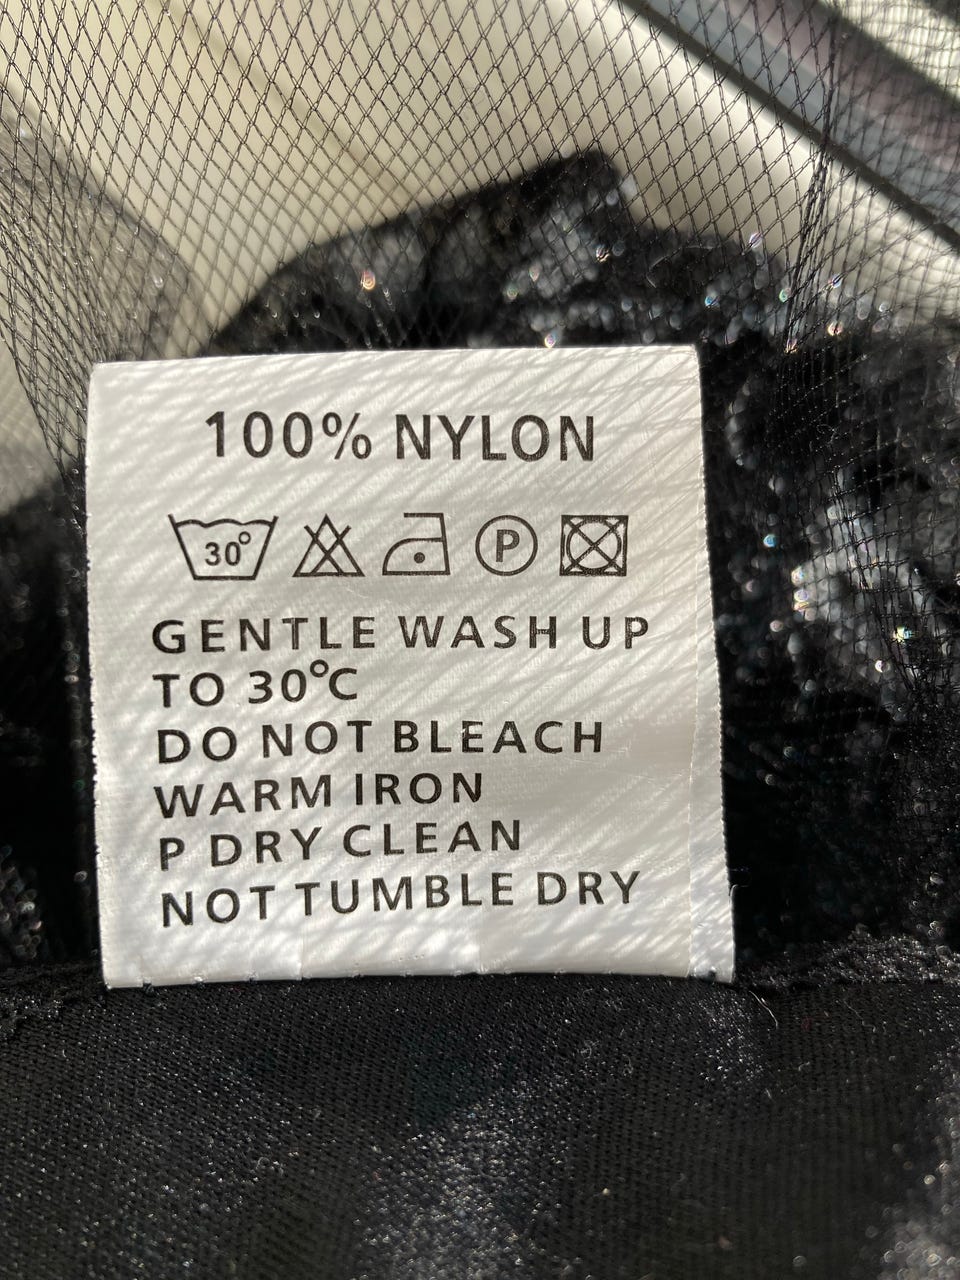 100% NYLON
30° P
GENTLE WASH UP
TO 30°C
DO NOT BLEACH
WARM IRON
P DRY CLEAN
NOT TUMBLE DRY